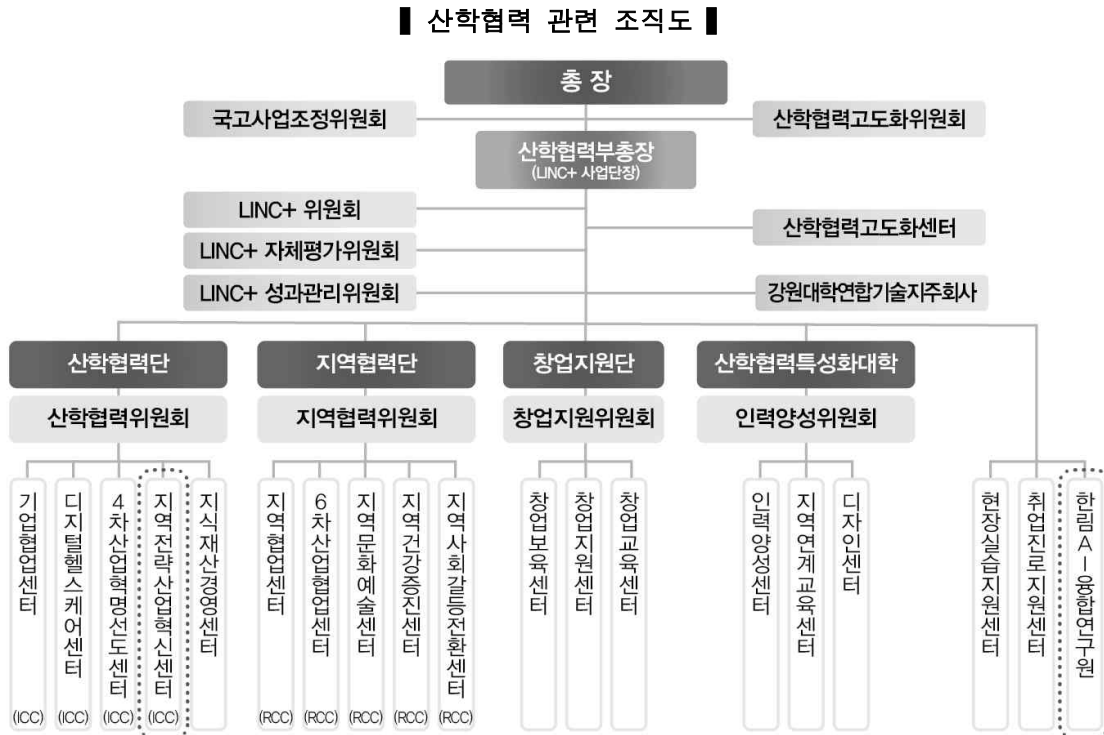 ▌산학협력 관련 조직도▐
총 장
국고사업조정위원회
산학협력고도화위원회
산학협력부총장
(LINC+ 사업단장)
LINC+ 위원회
산학협력고도화센터
LINC+ 자체평가위원회
LINC+ 성과관리위원회
강원대학연합기술지주회사
산학협력단
지역협력단
창업지원단
산학협력특성화대학
산학협력위원회
지역협력위원회
창업지원위원회
인력양성위원회
기업협업센터
(ICC)
디지털헬스케어센터
(ICC)
4차산업혁명선도센터
(ICC)
지역전략산업혁신센터
(ICC)
지식재산경영센터
지역협업센터
(RCC)
6차산업협업센터
(RCC)
지역문화예술센터
(RCC)
지역건강증진센터
(RCC)
지역사회갈등전환센터
(RCC)
창업보육센터
창업지원센터
창업교육센터
인력양성센터
지역연계교육센터
디자인센터
현장실습지원센터
취업진로지원센터
한림AI융합연구원